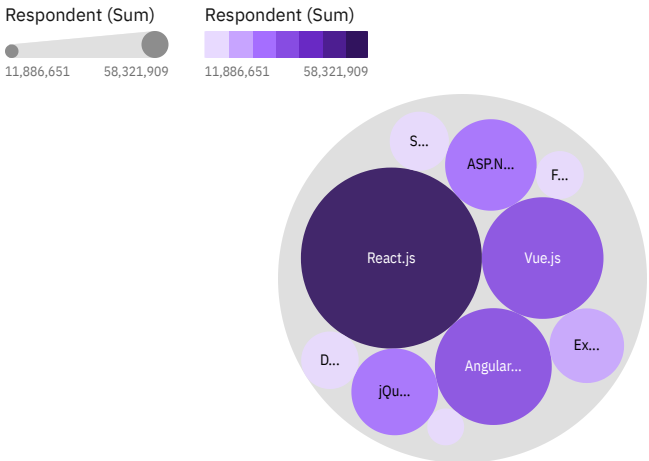 Respondent (Sum)
11,886,651 58,321,909
Respondent (Sum)
11,886,651 58,321,909
S...
ASP.N...
F...
React.js
Vue.js
Ex...
D...
Angular...
jQu...